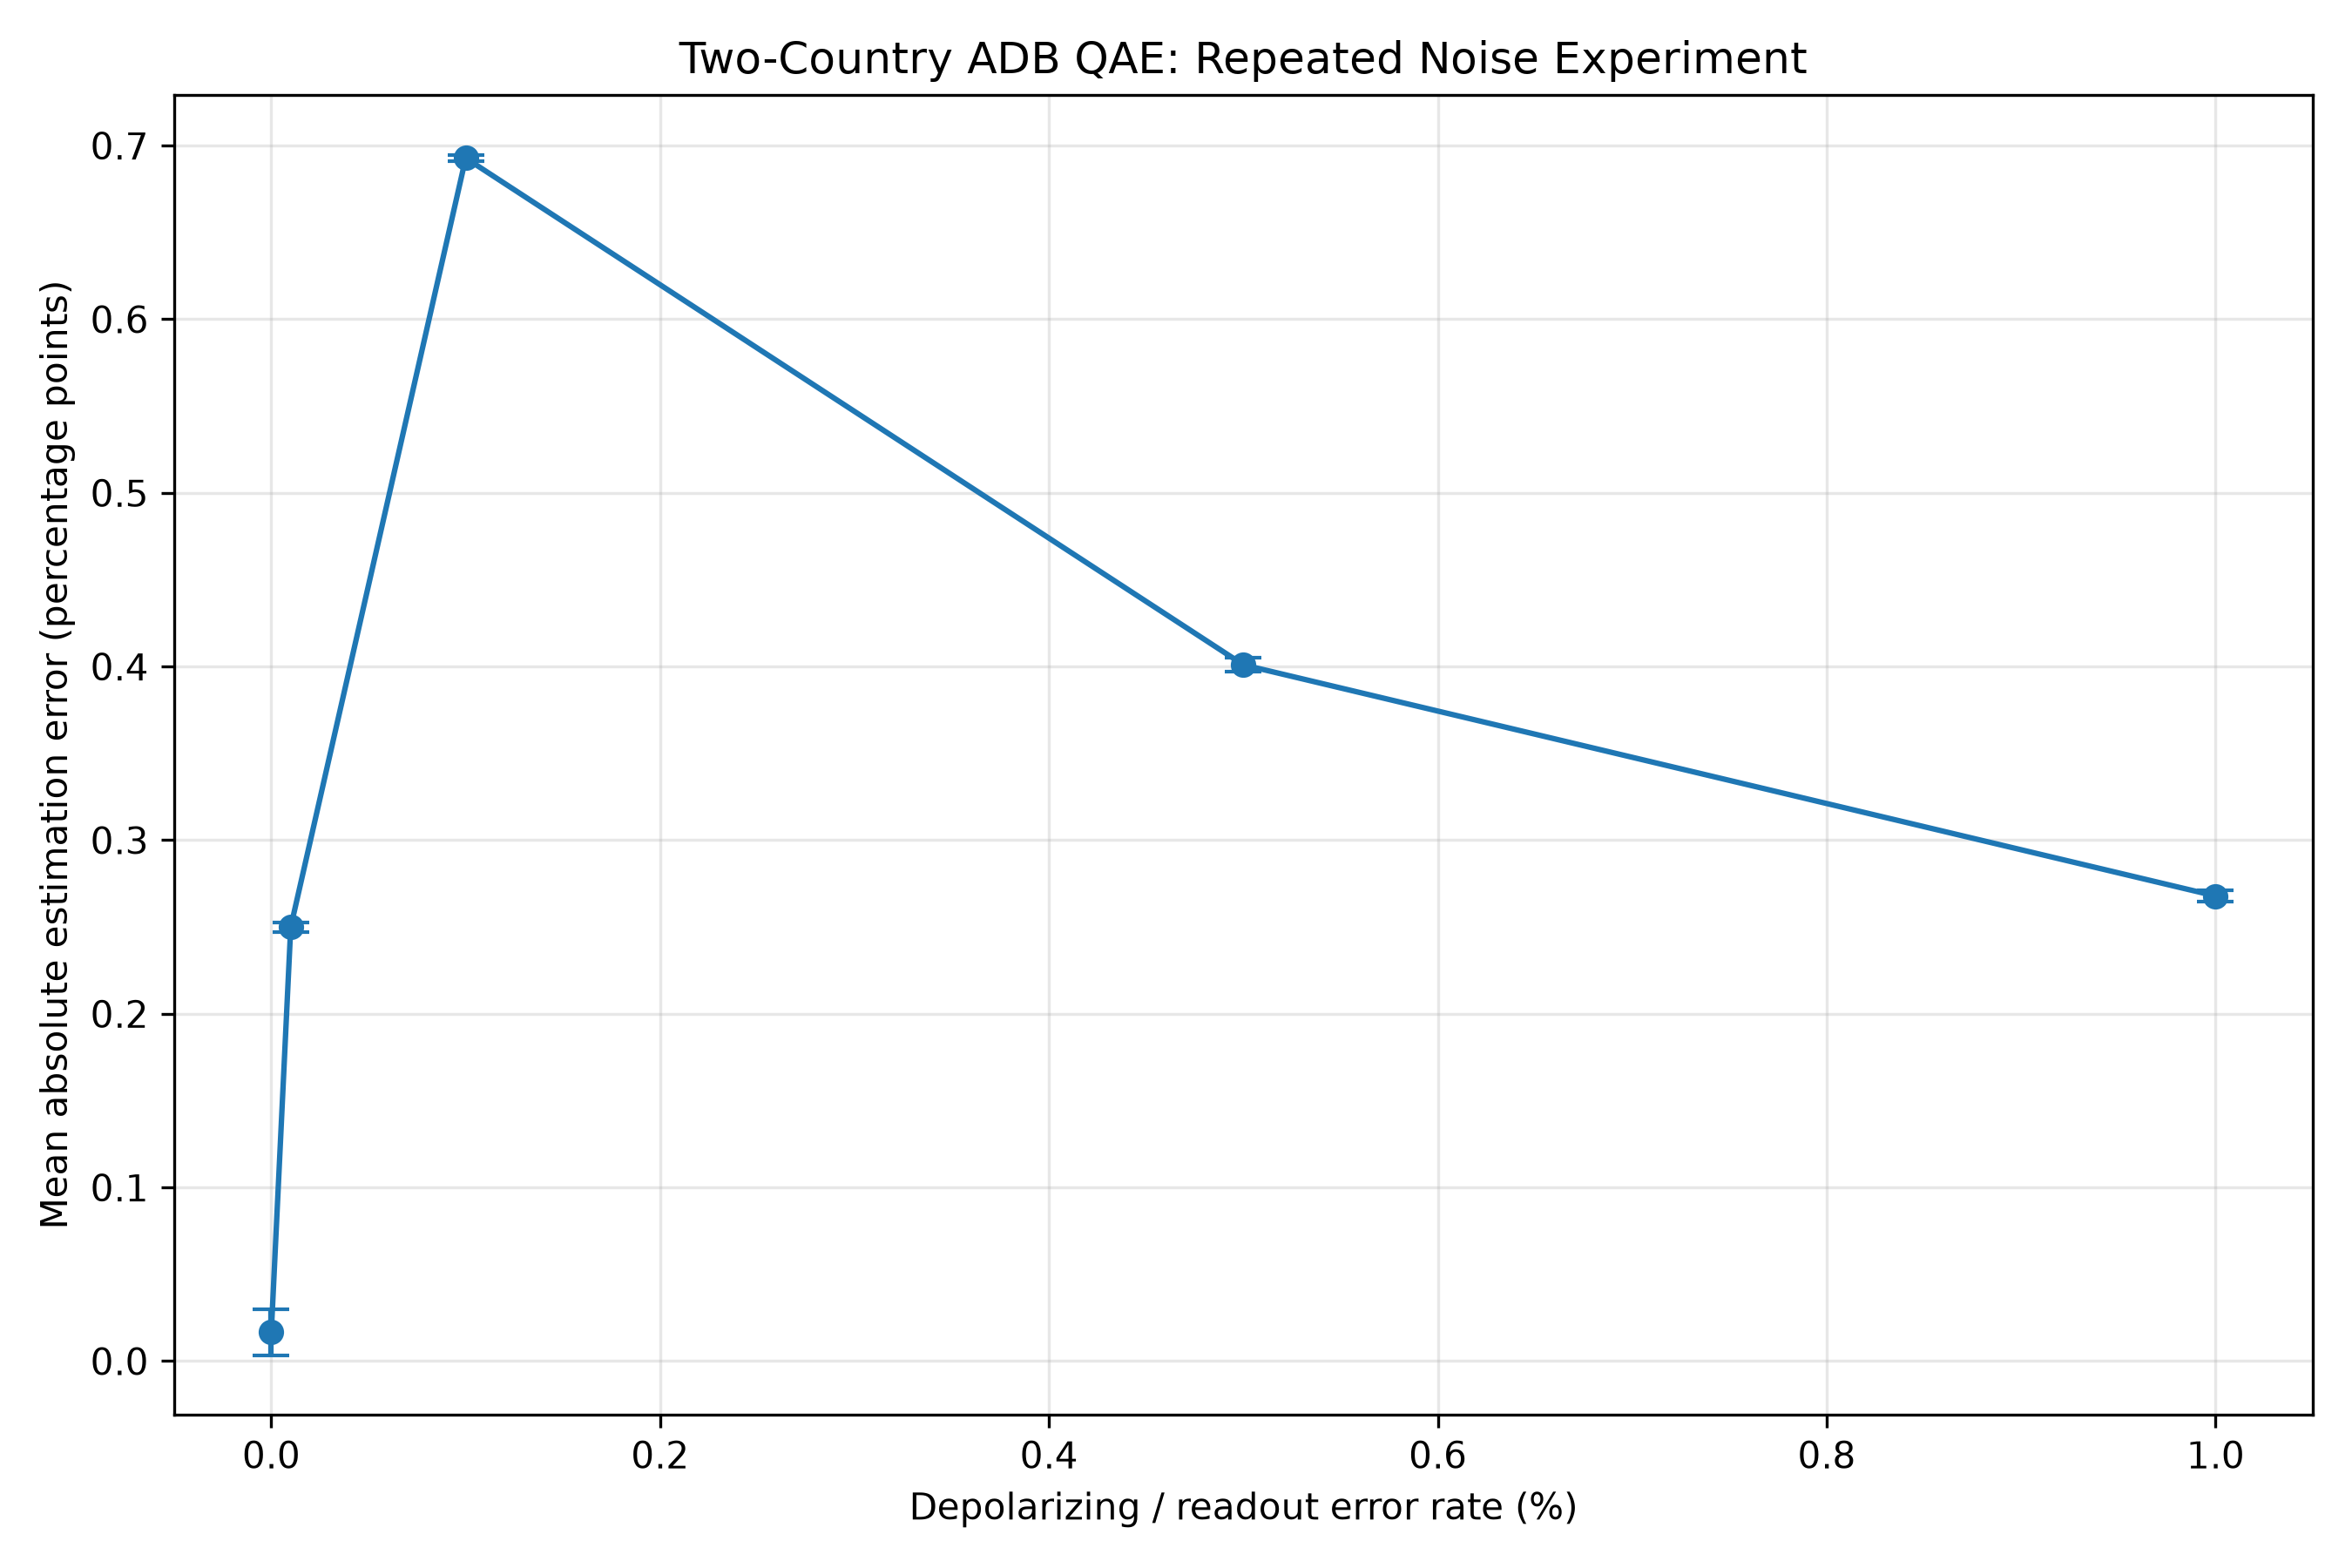 Two-Country ADB QAE: Repeated Noise Experiment
Mean absolute estimation error (percentage points)
0.7
0.6
0.5
0.4
0.3
0.2
0.1
0.0
0.0 0.2 0.4 0.6 0.8 1.0
Depolarizing / readout error rate (%)